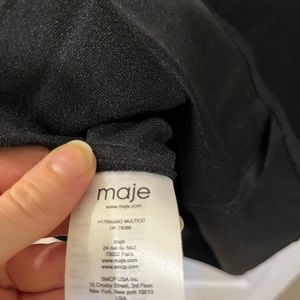 maje
www.maje.com
maje
24 rue du Mail
75002 Paris
www.maje.com
www.smcp.com
SMCP USA Inc.
10 Crosby Street, 3rd Floor
New York, New York 10013
USA